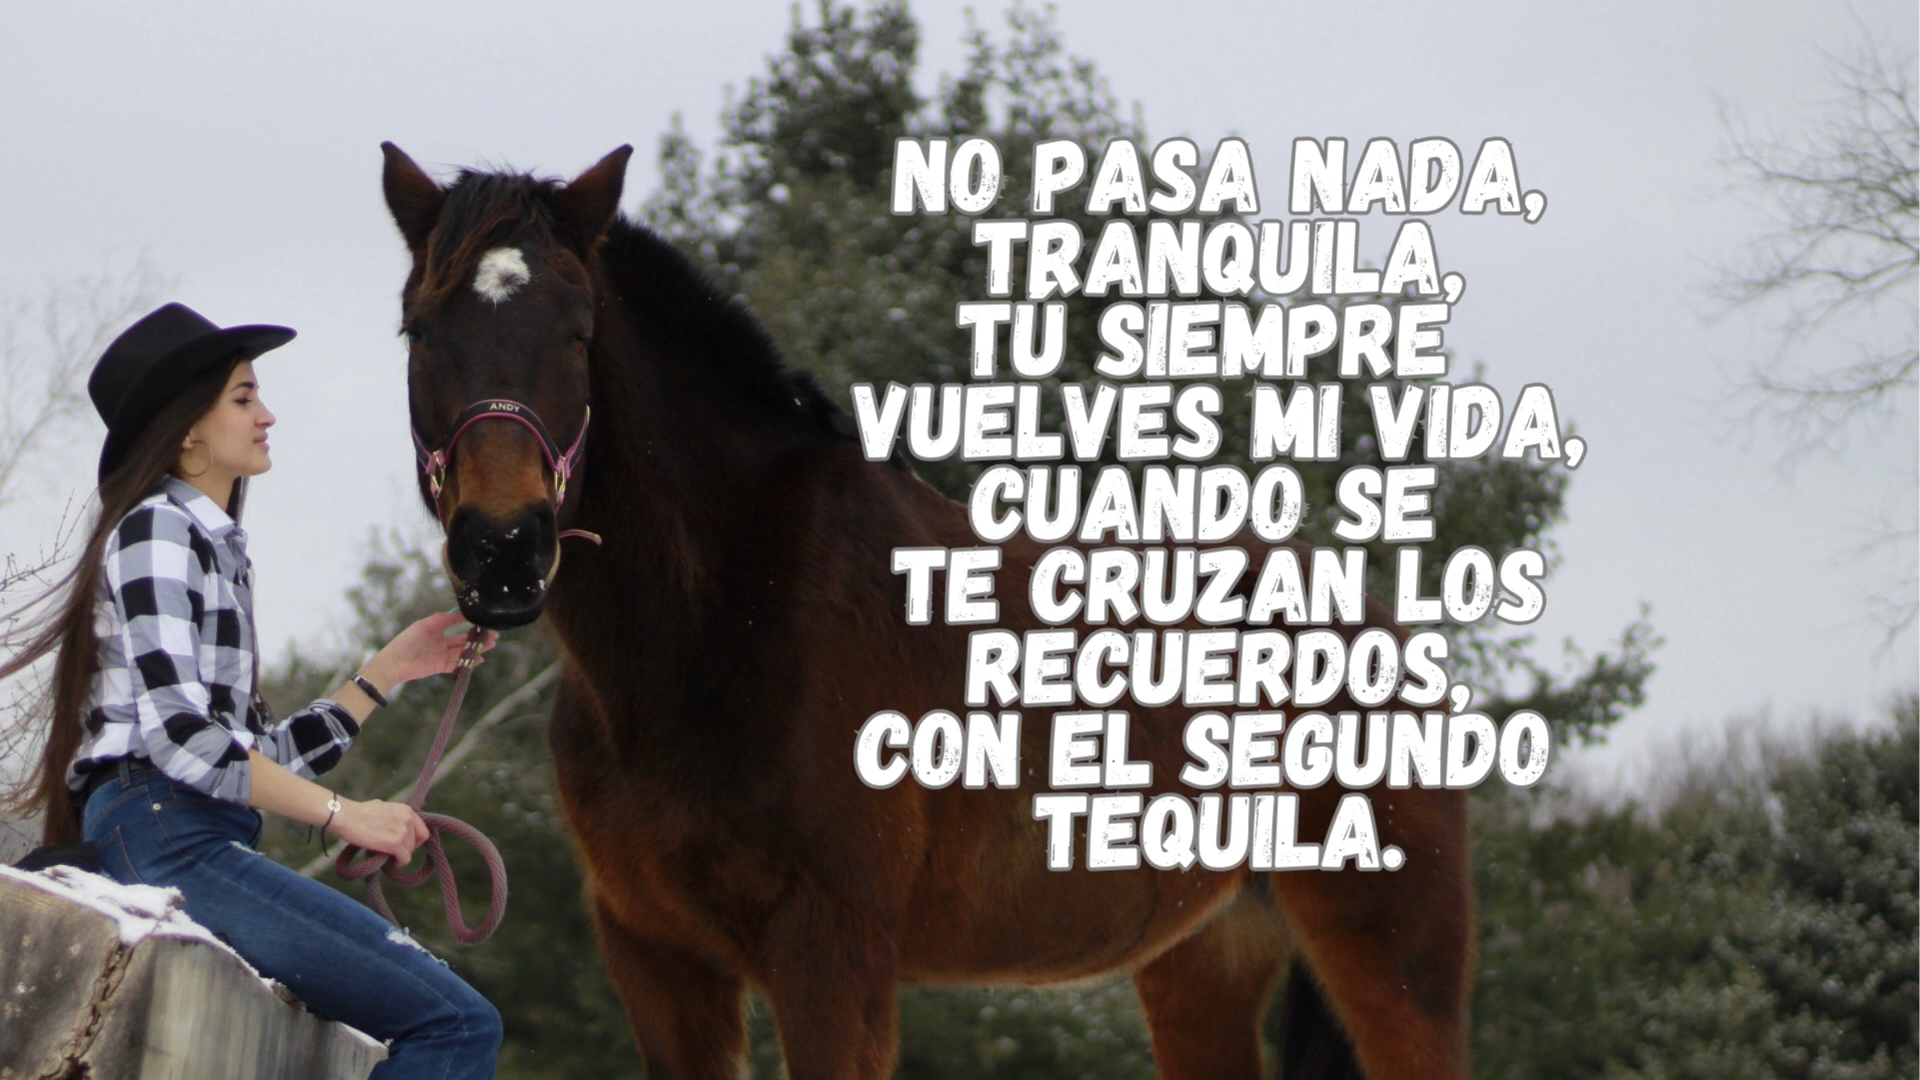 ANDY
NO PASA NADA,
TRANQUILA,
TÚ SIEMPRE
VUELVES MI VIDA,
CUANDO SE
TE CRUZAN LOS
RECUERDOS,
CON EL SEGUNDO
TEQUILA.